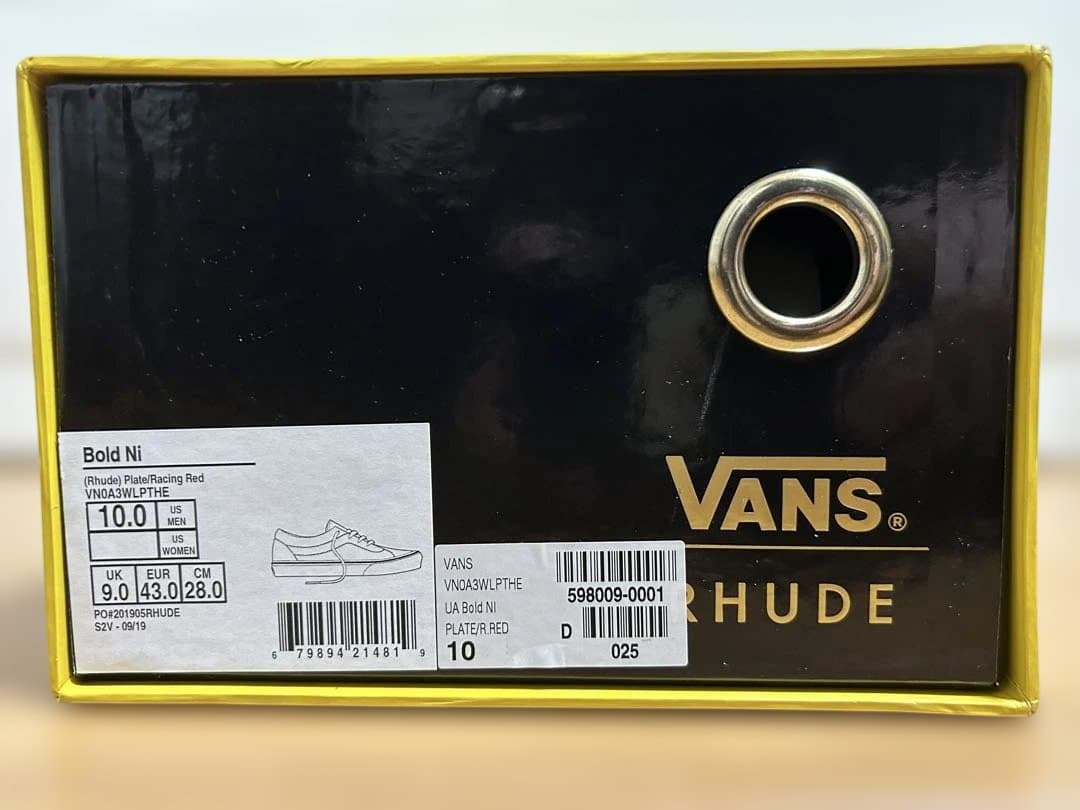 Bold Ni
(Rhude) Plate/Racing Red
VN0A3WLPTHE
10.0 US MEN
US WOMEN
UK EUR CM
9.0 43.0 28.0
PO#201905RHUDE
S2V - 09/19
6 79894 21481 9
VANS
VN0A3WLPTHE
598009-0001
UA Bold NI
PLATE/R.RED
D
10
025
VANS®
RHUDE